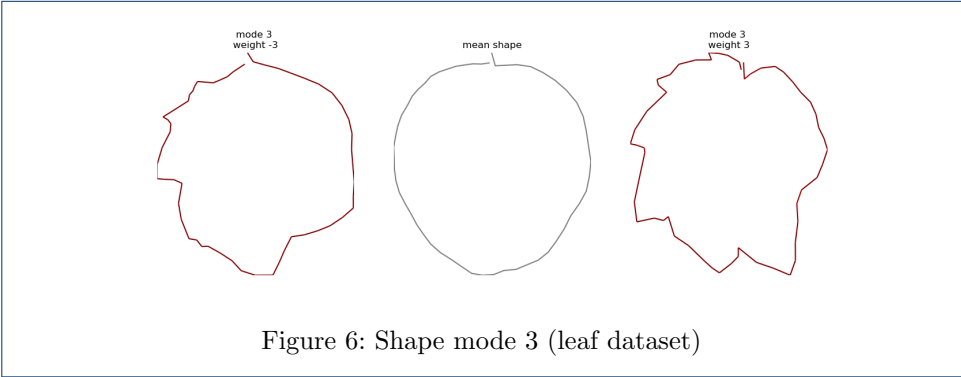 mode 3
weight -3
mean shape
mode 3
weight 3
Figure 6: Shape mode 3 (leaf dataset)